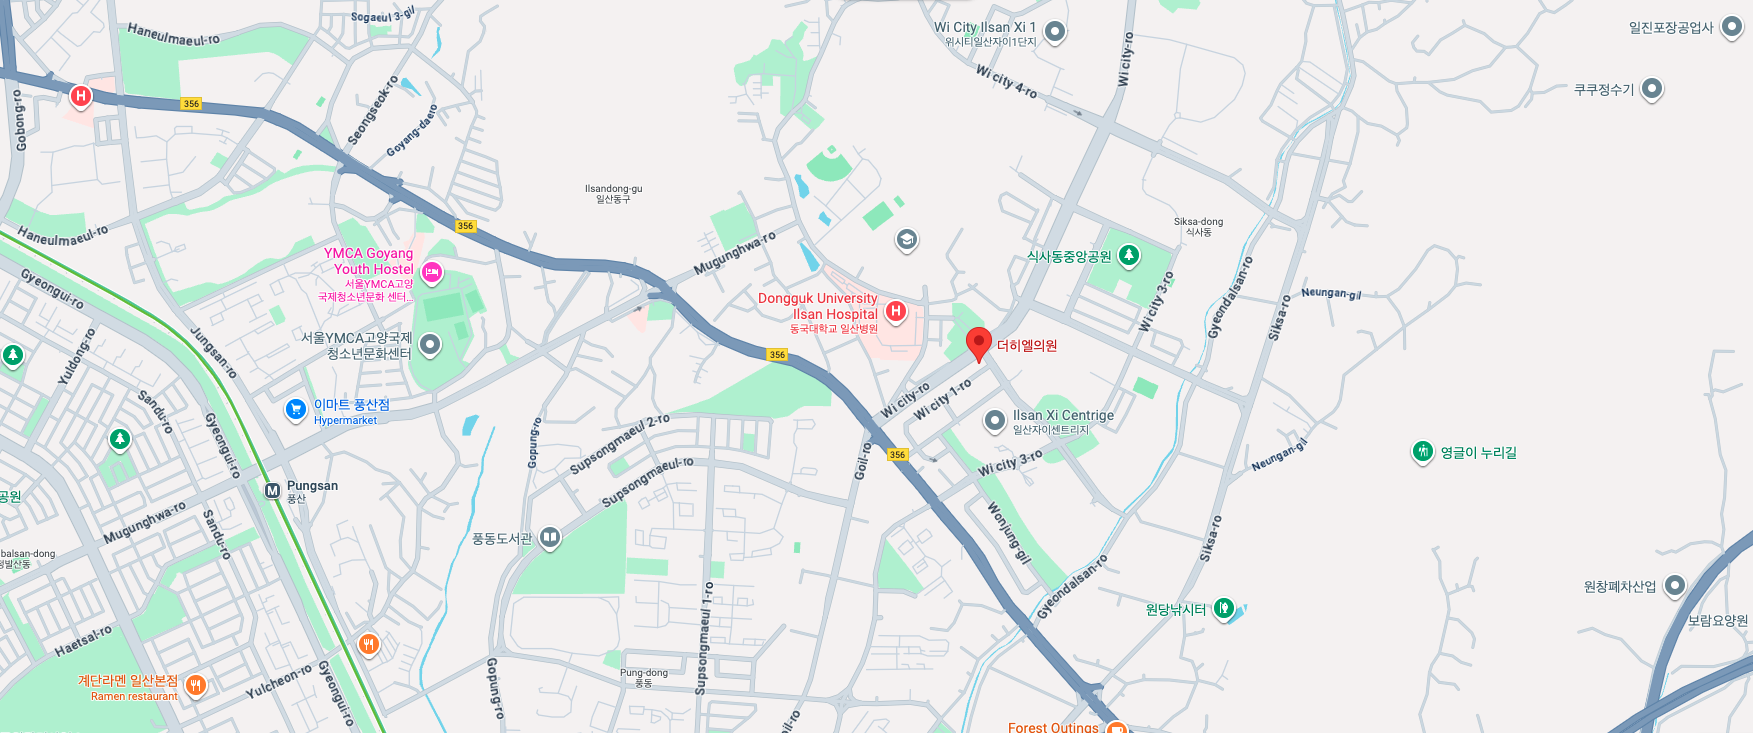 Sogaeul 3-gil
Haneulmaeul-ro
Wi City Ilsan Xi 1
위시티일산자이1단지
Wi city-ro
일진포장공업사
Wi city 4-ro
쿠쿠정수기
356
Gobong-ro
Seongseok-ro
Goyang-daero
Ilsandong-gu
일산동구
356
Siksa-dong
식사동
Haneulmaeul-ro
Mugunghwa-ro
YMCA Goyang
Youth Hostel
서울YMCA고양
국제청소년문화 센터...
식사동중앙공원
Gyeongui-ro
Neungan-gil
Gyeondalsan-ro
Wi city 3-ro
Siksa-ro
Dongguk University
Ilsan Hospital
동국대학교 일산병원
서울YMCA고양국제
청소년문화센터
Jungsan-ro
Yuldong-ro
더히엘의원
356
Wi city-ro
Wi city 1-ro
이마트 풍산점
Hypermarket
Sandu-ro
Gyeongui-ro
Gopung-ro
Supsongmaeul 2-ro
Ilsan Xi Centrige
일산자이센트리지
356
Goil-ro
Wi city 3-ro
Neungan-gil
영글이 누리길
Supsongmaeul-ro
Pungsan
풍산
공원
Mugunghwa-ro
Sandu-ro
풍동도서관
Wonjung-gil
Siksa-ro
balsan-dong
정발산동
Gyeondalsan-ro
원창폐차산업
원당낚시터
보람요양원
Supsongmaeul 1-ro
Haetsal-ro
계단라멘 일산본점
Ramen restaurant
Yulcheon-ro
Gyeongui-ro
Gopung-ro
Pung-dong
풍동
Forest Outings